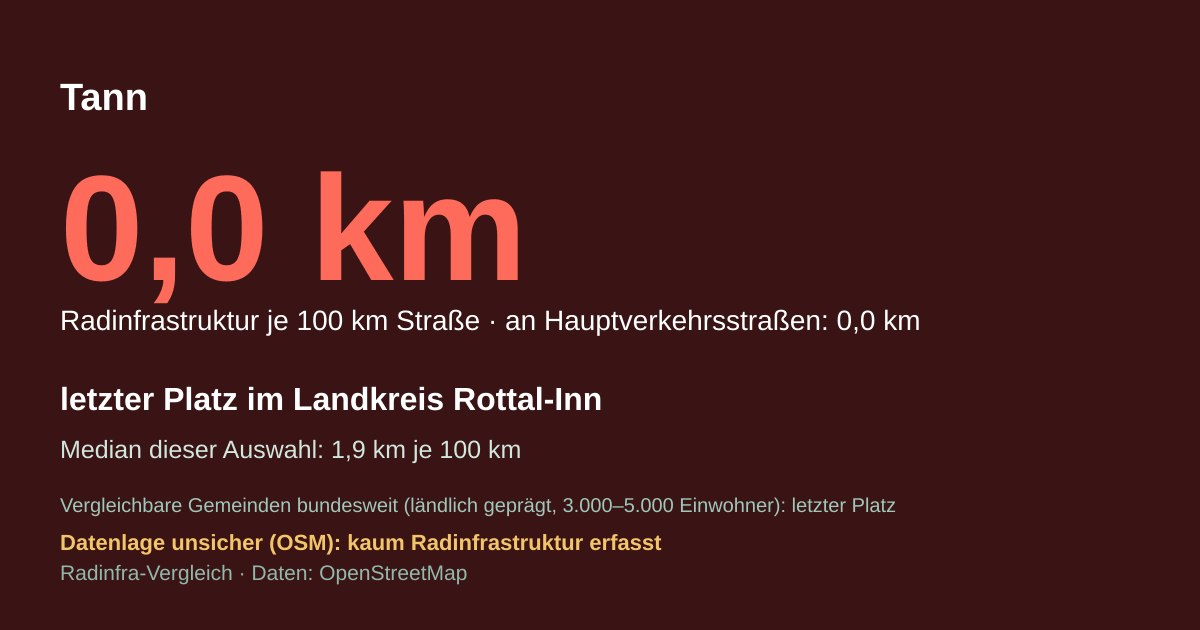 Tann
0,0 km
Radinfrastruktur je 100 km Straße · an Hauptverkehrsstraßen: 0,0 km
letzter Platz im Landkreis Rottal-Inn
Median dieser Auswahl: 1,9 km je 100 km
Vergleichbare Gemeinden bundesweit (ländlich geprägt, 3.000–5.000 Einwohner): letzter Platz
Datenlage unsicher (OSM): kaum Radinfrastruktur erfasst
Radinfra-Vergleich · Daten: OpenStreetMap